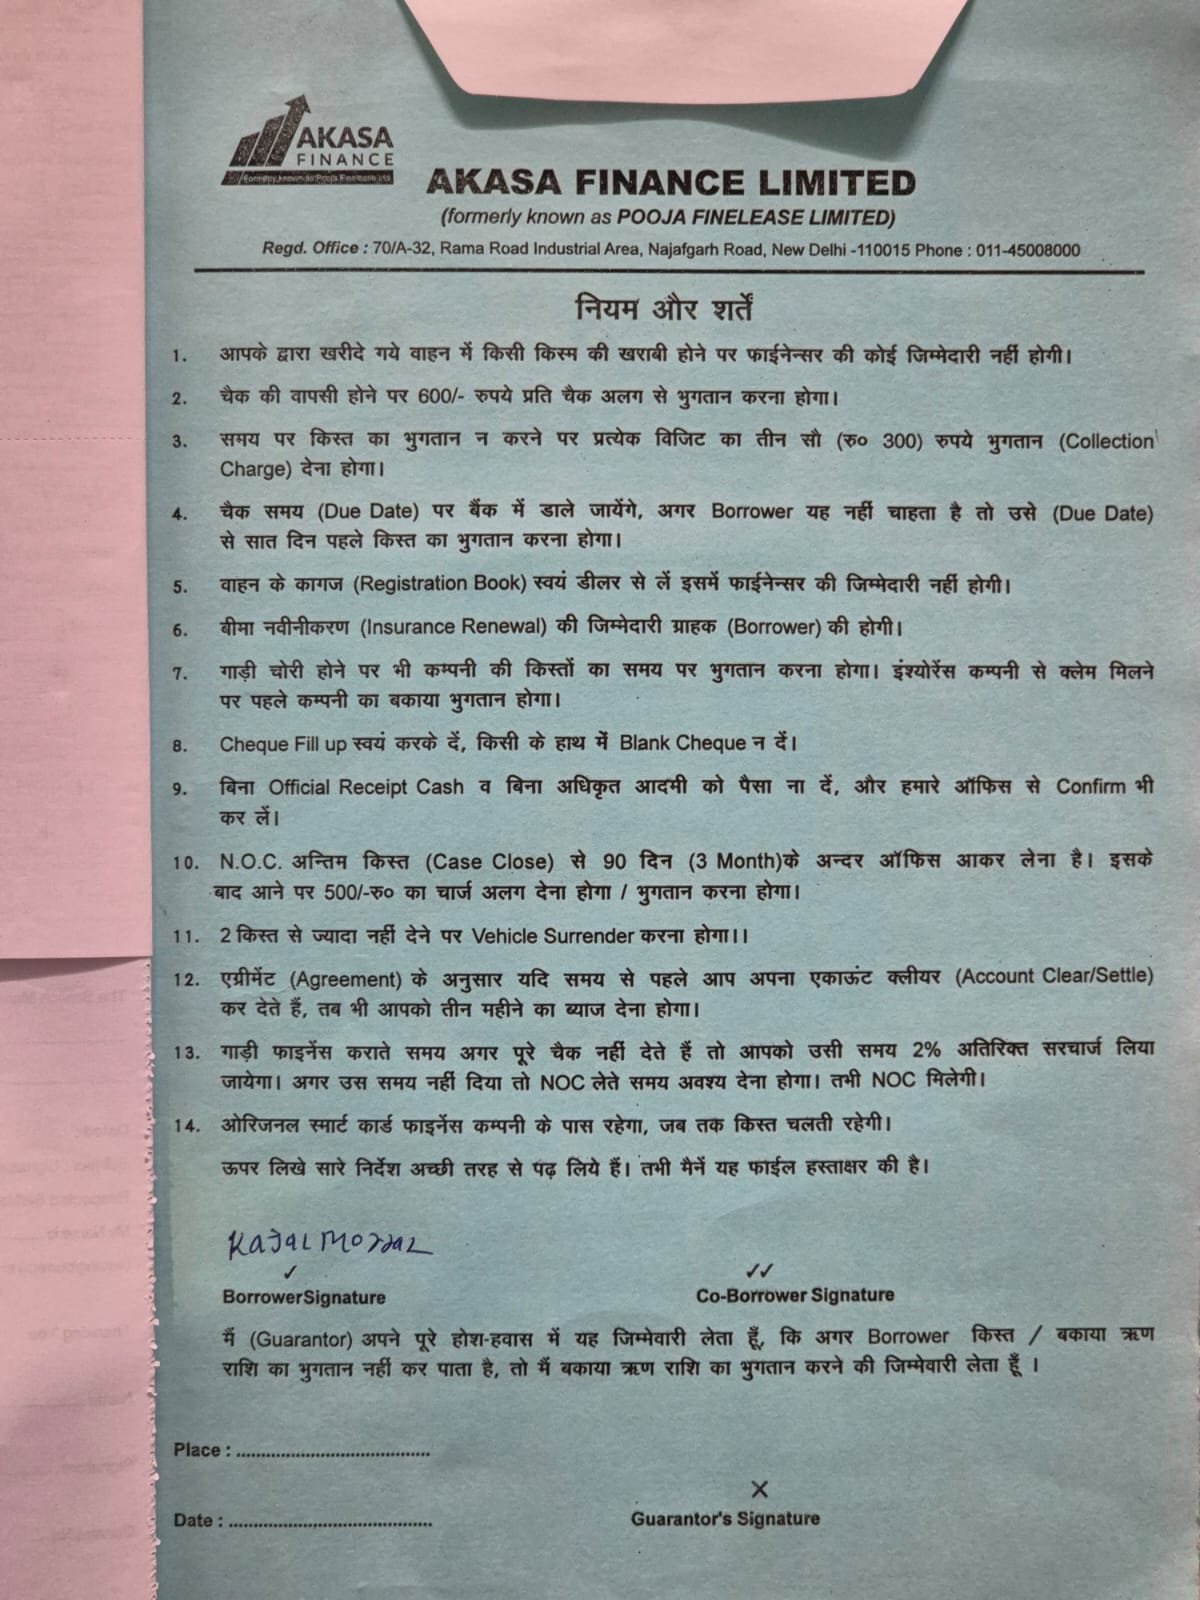 AKASA
FINANCE
Formerly known as Pooja Finelease Ltd.
AKASA FINANCE LIMITED
(formerly known as POOJA FINELEASE LIMITED)
Regd. Office : 70/A-32, Rama Road Industrial Area, Najafgarh Road, New Delhi -110015 Phone : 011-45008000
नियम और शर्तें
1. आपके द्वारा खरीदे गये वाहन में किसी किस्म की खराबी होने पर फाईनेन्सर की कोई जिम्मेदारी नहीं होगी।
2. चैक की वापसी होने पर 600/- रुपये प्रति चैक अलग से भुगतान करना होगा।
3. समय पर किस्त का भुगतान न करने पर प्रत्येक विजिट का तीन सौ (रु० 300) रुपये भुगतान (Collection
Charge) देना होगा।
4. चैक समय (Due Date) पर बैंक में डाले जायेंगे, अगर Borrower यह नहीं चाहता है तो उसे (Due Date)
से सात दिन पहले किस्त का भुगतान करना होगा।
5. वाहन के कागज (Registration Book) स्वयं डीलर से लें इसमें फाईनेन्सर की जिम्मेदारी नहीं होगी।
6. बीमा नवीनीकरण (Insurance Renewal) की जिम्मेदारी ग्राहक (Borrower) की होगी।
7. गाड़ी चोरी होने पर भी कम्पनी की किस्तों का समय पर भुगतान करना होगा। इंश्योरेंस कम्पनी से क्लेम मिलने
पर पहले कम्पनी का बकाया भुगतान होगा।
8. Cheque Fill up स्वयं करके दें, किसी के हाथ में Blank Cheque न दें।
9. बिना Official Receipt Cash व बिना अधिकृत आदमी को पैसा ना दें, और हमारे ऑफिस से Confirm भी
कर लें।
10. N.O.C. अन्तिम किस्त (Case Close) से 90 दिन (3 Month)के अन्दर ऑफिस आकर लेना है। इसके
बाद आने पर 500/-रु० का चार्ज अलग देना होगा / भुगतान करना होगा।
11. 2 किस्त से ज्यादा नहीं देने पर Vehicle Surrender करना होगा।।
12. एग्रीमेंट (Agreement) के अनुसार यदि समय से पहले आप अपना एकाऊंट क्लीयर (Account Clear/Settle)
कर देते हैं, तब भी आपको तीन महीने का ब्याज देना होगा।
13. गाड़ी फाइनेंस कराते समय अगर पूरे चैक नहीं देते हैं तो आपको उसी समय 2% अतिरिक्त सरचार्ज लिया
जायेगा। अगर उस समय नहीं दिया तो NOC लेते समय अवश्य देना होगा। तभी NOC मिलेगी।
14. ओरिजनल स्मार्ट कार्ड फाइनेंस कम्पनी के पास रहेगा, जब तक किस्त चलती रहेगी।
ऊपर लिखे सारे निर्देश अच्छी तरह से पढ़ लिये हैं। तभी मैनें यह फाईल हस्ताक्षर की है।
KAJAL
✓ ✓✓
BorrowerSignature Co-Borrower Signature
मैं (Guarantor) अपने पूरे होश-हवास में यह जिम्मेवारी लेता हूँ, कि अगर Borrower किस्त / बकाया ऋण
राशि का भुगतान नहीं कर पाता है, तो मैं बकाया ऋण राशि का भुगतान करने की जिम्मेवारी लेता हूँ ।
Place : ........................................
X
Date : .......................................... Guarantor's Signature